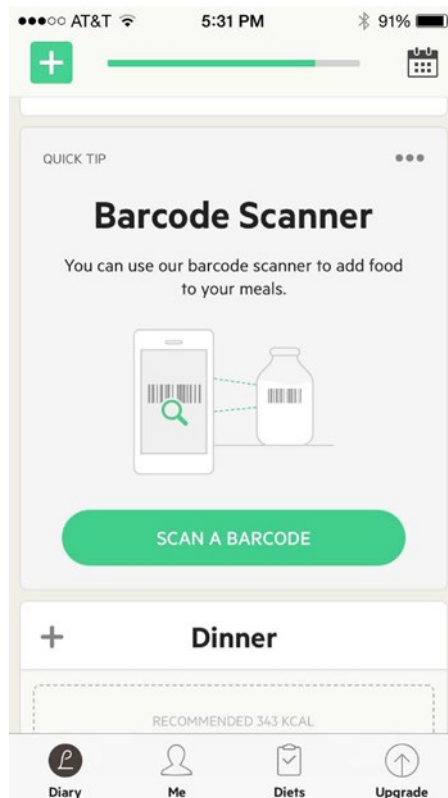 AT&T 5:31 PM 91%
QUICK TIP
Barcode Scanner
You can use our barcode scanner to add food
to your meals.
SCAN A BARCODE
+ Dinner
RECOMMENDED 343 KCAL
Diary Me Diets Upgrade